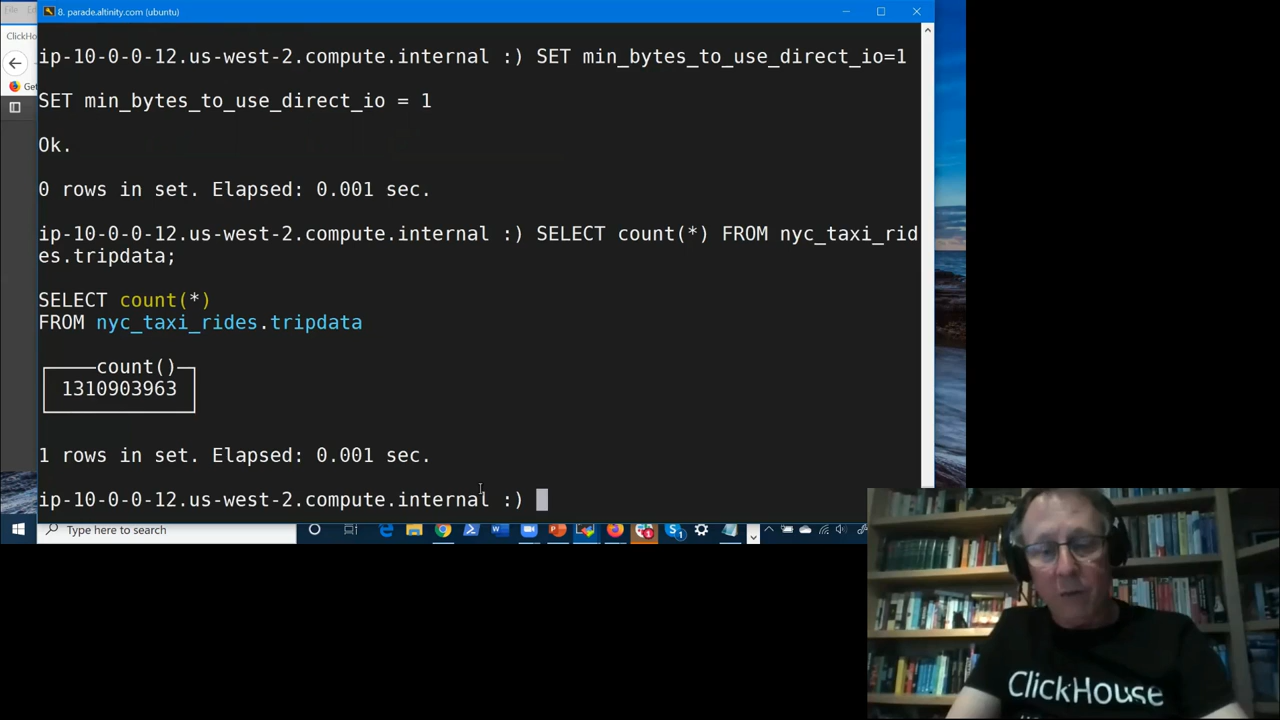 8. parade.altinity.com (ubuntu)
ClickHo
Get
ip-10-0-0-12.us-west-2.compute.internal :) SET min_bytes_to_use_direct_io=1
SET min_bytes_to_use_direct_io = 1
Ok.
0 rows in set. Elapsed: 0.001 sec.
ip-10-0-0-12.us-west-2.compute.internal :) SELECT count(*) FROM nyc_taxi_rid
es.tripdata;
SELECT count(*)
FROM nyc_taxi_rides.tripdata
count()
1310903963
1 rows in set. Elapsed: 0.001 sec.
ip-10-0-0-12.us-west-2.compute.internal :)
Type here to search
ClickHouse